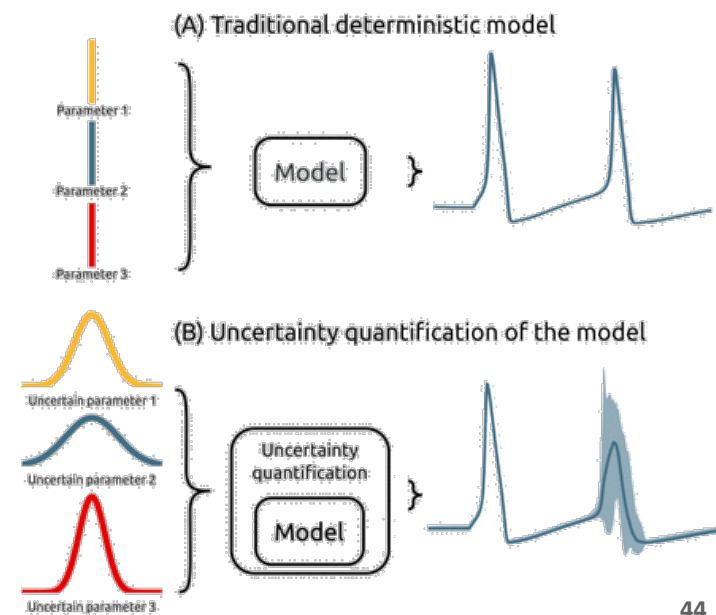 (A) Traditional deterministic model
Parameter 1
Parameter 2
Parameter 3
Model
(B) Uncertainty quantification of the model
Uncertain parameter 1
Uncertain parameter 2
Uncertain parameter 3
Uncertainty
quantification
Model
44